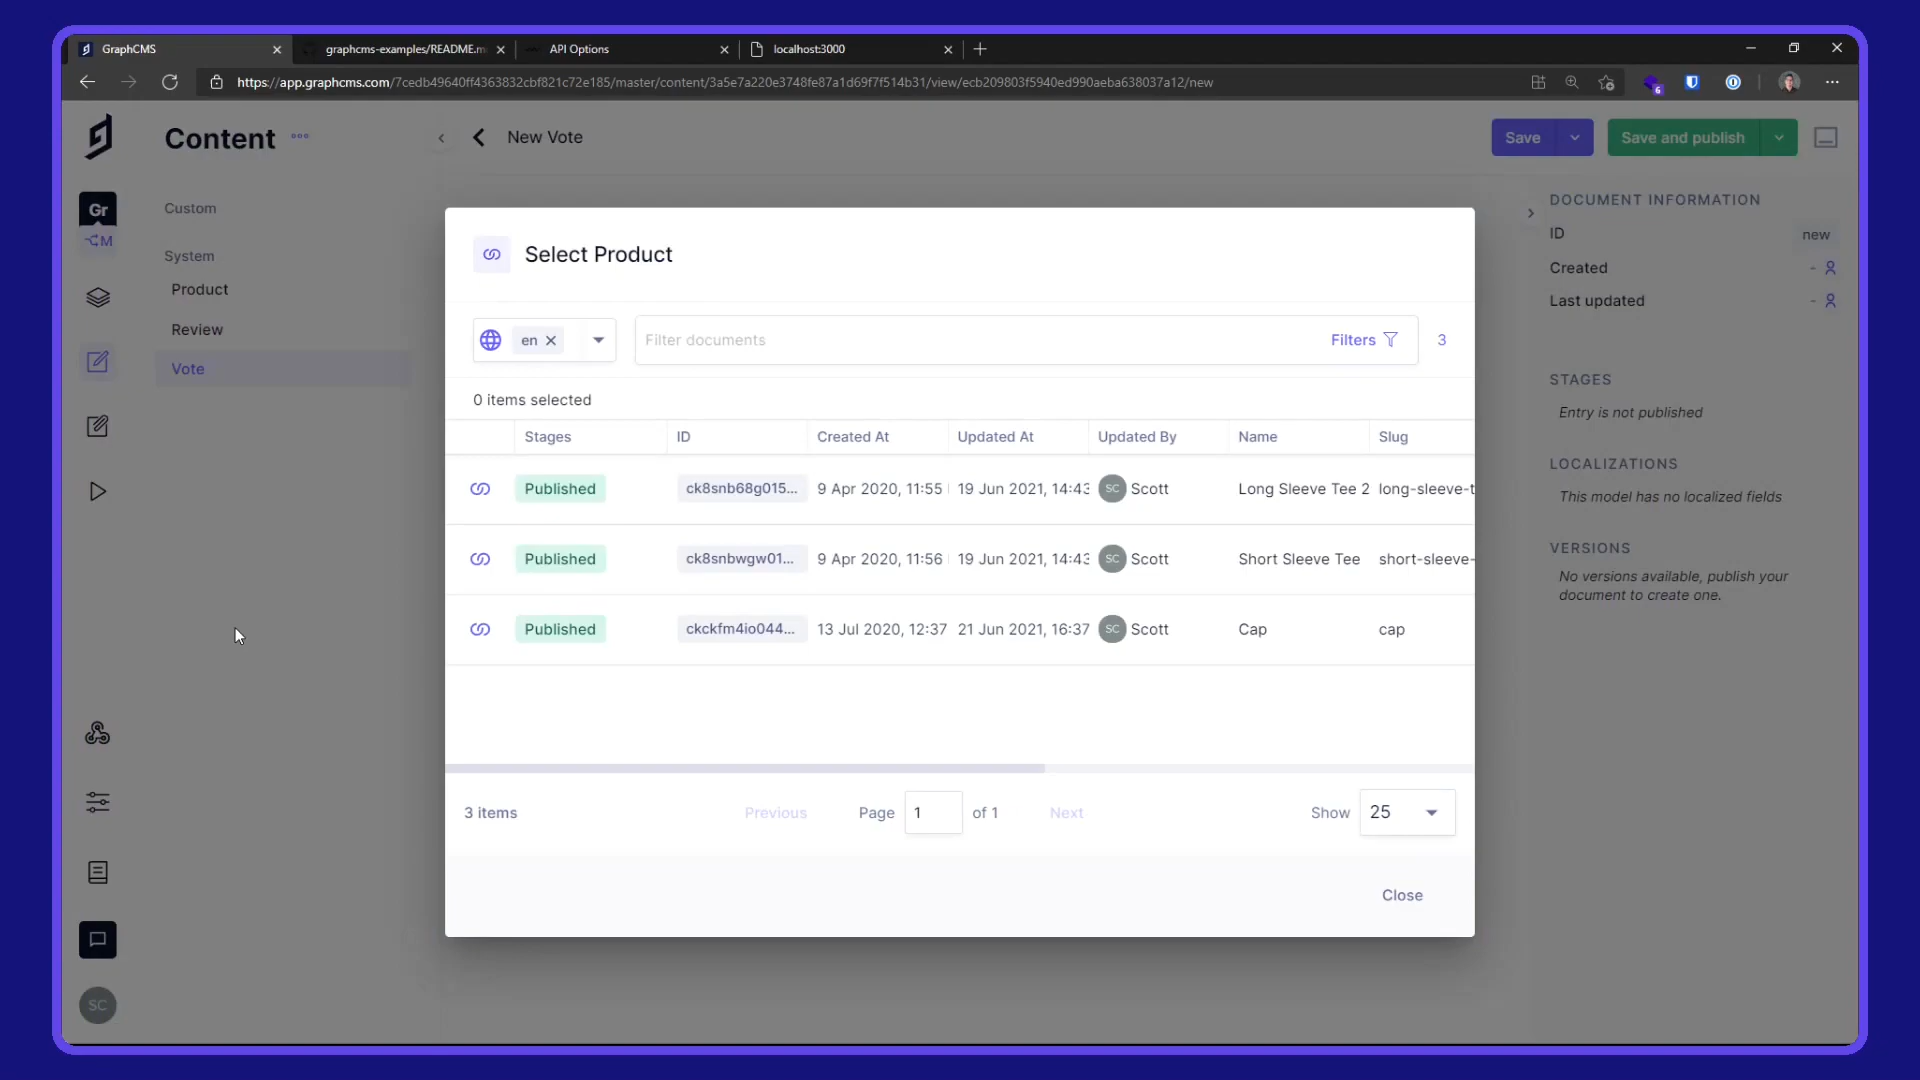 GraphCMS
graphcms-examples/README.m
API Options
localhost:3000
https://app.graphcms.com/7cedb49640ff4363832cbf821c72e185/master/content/3a5e7a220e3748fe87a1d69f7f514b31/view/ecb209803f5940ed990aeba638037a12/new
6
Content
New Vote
Save
Save and publish
Gr
M
Custom
System
Product
Review
Vote
SC
DOCUMENT INFORMATION
ID
new
Created
-
Last updated
-
STAGES
Entry is not published
LOCALIZATIONS
This model has no localized fields
VERSIONS
No versions available, publish your
document to create one.
Select Product
en
Filter documents
Filters
3
0 items selected
Stages ID Created At Updated At Updated By Name Slug
Published ck8snb68g015... 9 Apr 2020, 11:55 19 Jun 2021, 14:43 SC Scott Long Sleeve Tee 2 long-sleeve-t
Published ck8snbwgw01... 9 Apr 2020, 11:56 19 Jun 2021, 14:43 SC Scott Short Sleeve Tee short-sleeve-
Published ckckfm4io044... 13 Jul 2020, 12:37 21 Jun 2021, 16:37 SC Scott Cap cap
3 items
Previous
Page 1 of 1
Next
Show 25
Close